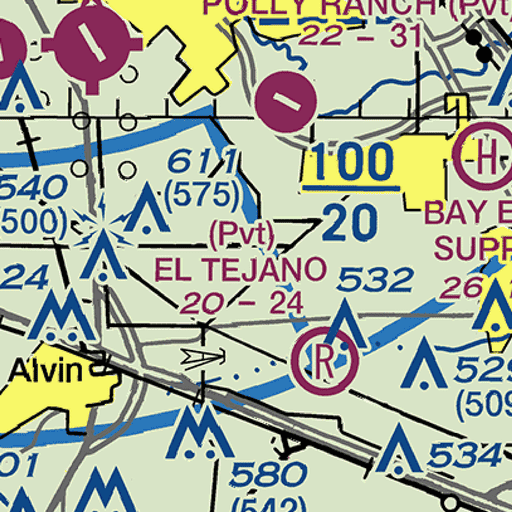 POLLY RANCH (Pvt)
22 - 31
611
(575)
100
20
H
540
(500)
BAY E
SUPP
26
(Pvt)
EL TEJANO
20 - 24
24
532
R
Alvin
529
(509
01
580
(542)
534